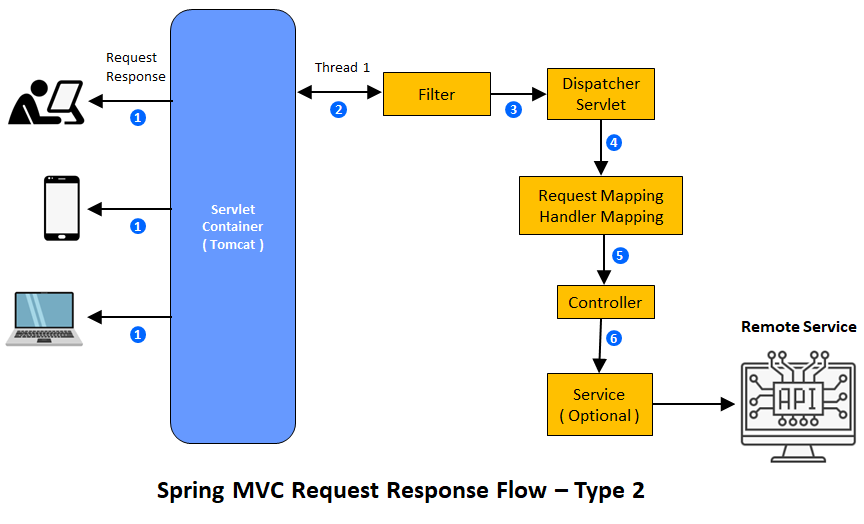 Request
Response
1
1
1
Servlet
Container
( Tomcat )
Thread 1
2
Filter
3
Dispatcher
Servlet
4
Request Mapping
Handler Mapping
5
Controller
6
Service
( Optional )
Remote Service
API
Spring MVC Request Response Flow – Type 2